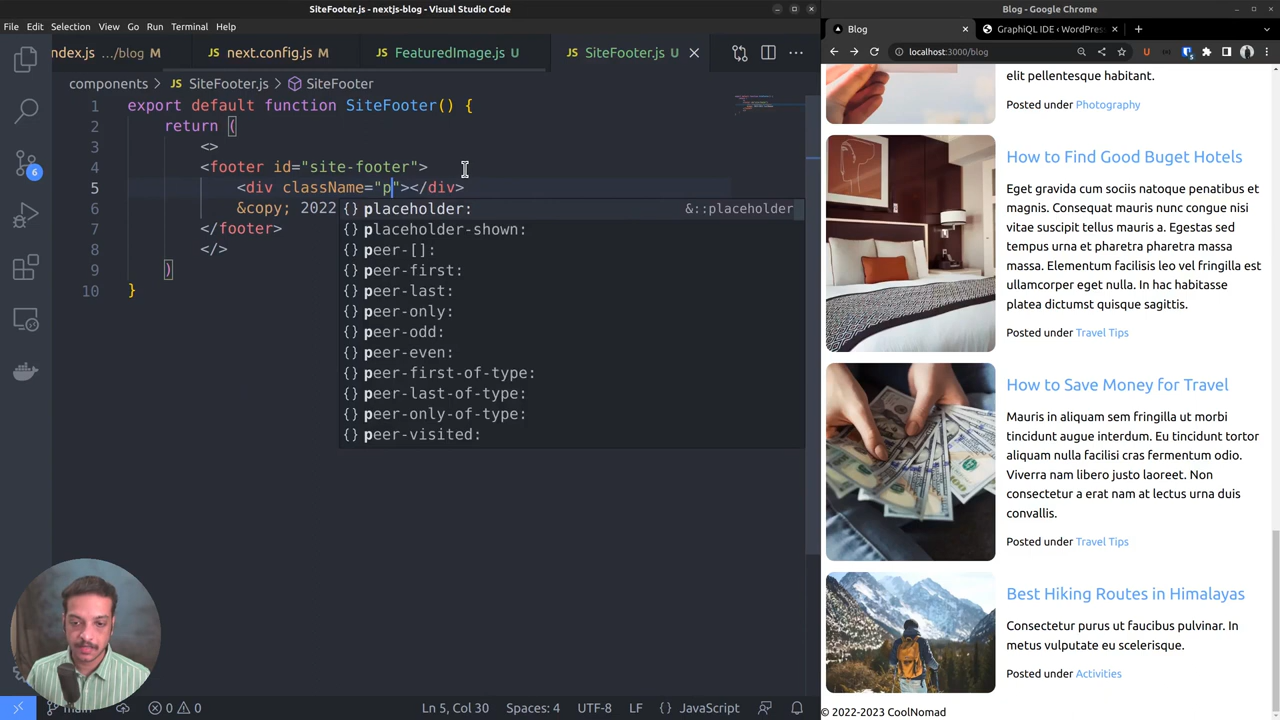 SiteFooter.js - nextjs-blog - Visual Studio Code
File Edit Selection View Go Run Terminal Help
ndex.js .../blog M
next.config.js M
FeaturedImage.js U
SiteFooter.js U
components > SiteFooter.js > SiteFooter
1 export default function SiteFooter() {
2 return (
3 <>
4 <footer id="site-footer">
5 <div className="p"></div>
6 &copy; 2022
7 </footer>
8 </>
9 )
10 }
{} placeholder: &::placeholder
{} placeholder-shown:
{} peer-[]:
{} peer-first:
{} peer-last:
{} peer-only:
{} peer-odd:
{} peer-even:
{} peer-first-of-type:
{} peer-last-of-type:
{} peer-only-of-type:
{} peer-visited:
6
main
0 0
Ln 5, Col 30 Spaces: 4 UTF-8 LF {} JavaScript
Blog - Google Chrome
Blog
GraphiQL IDE ‹ WordPress
localhost:3000/blog
elit pellentesque habitant.
Posted under Photography
How to Find Good Buget Hotels
Eget gravida cum sociis natoque penatibus et
magnis. Consequat mauris nunc congue nisi
vitae suscipit tellus mauris a. Egestas sed
tempus urna et pharetra pharetra massa
massa. Elementum facilisis leo vel fringilla est
ullamcorper eget nulla. In hac habitasse
platea dictumst quisque sagittis.
Posted under Travel Tips
How to Save Money for Travel
Mauris in aliquam sem fringilla ut morbi
tincidunt augue interdum. Eu tincidunt tortor
aliquam nulla facilisi cras fermentum odio.
Viverra nam libero justo laoreet. Non
consectetur a erat nam at lectus urna duis
convallis.
Posted under Travel Tips
Best Hiking Routes in Himalayas
Consectetur purus ut faucibus pulvinar. In
metus vulputate eu scelerisque.
Posted under Activities
© 2022-2023 CoolNomad